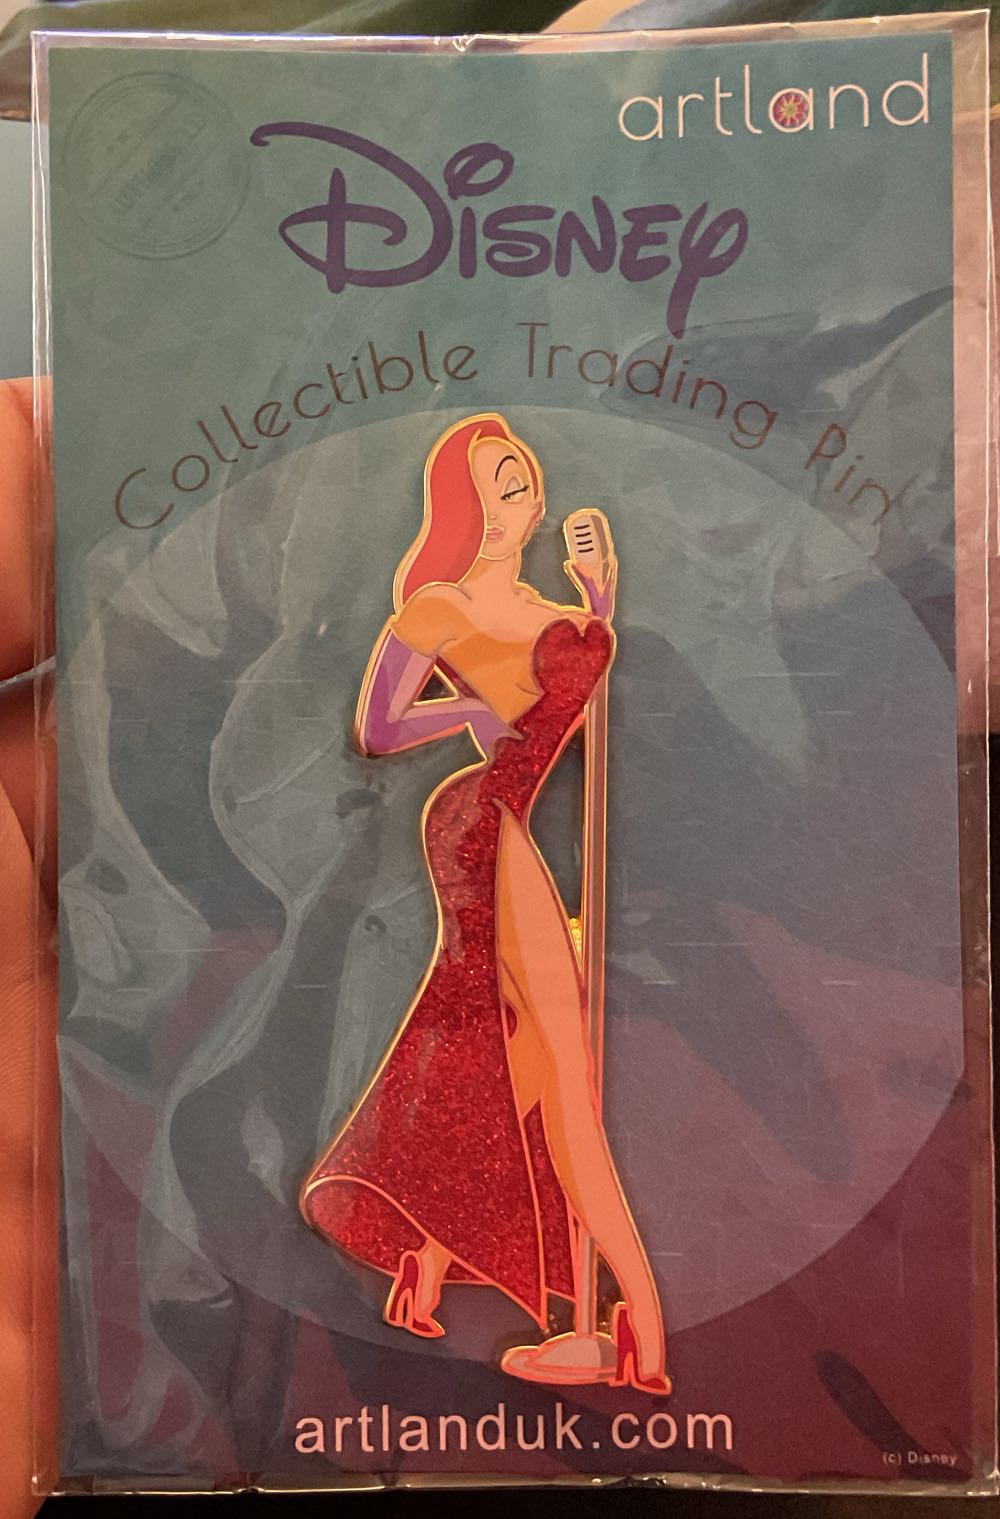 artland
Disney
Collectible Trading Pin
artlanduk.com
(c) Disney